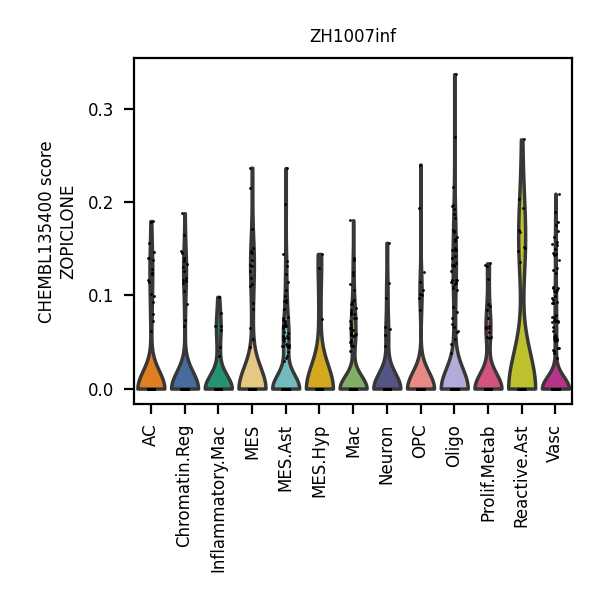 ZH1007inf
CHEMBL135400 score
ZOPICLONE
0.3
0.2
0.1
0.0
AC
Chromatin.Reg
Inflammatory.Mac
MES
MES.Ast
MES.Hyp
Mac
Neuron
OPC
Oligo
Prolif.Metab
Reactive.Ast
Vasc